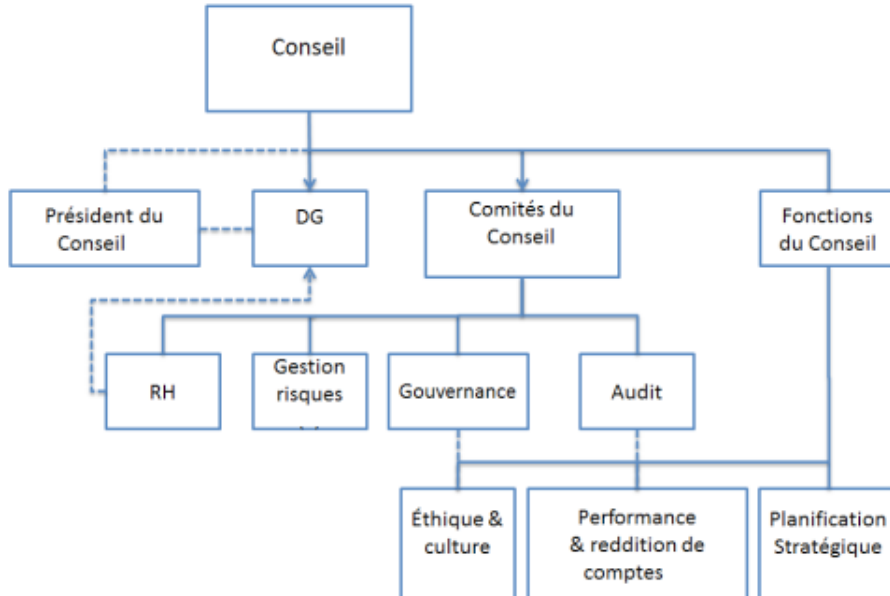 Conseil
Président du
Conseil
DG
Comités du
Conseil
Fonctions
du Conseil
RH
Gestion
risques
Gouvernance
Audit
Éthique &
culture
Performance
& reddition de
comptes
Planification
Stratégique